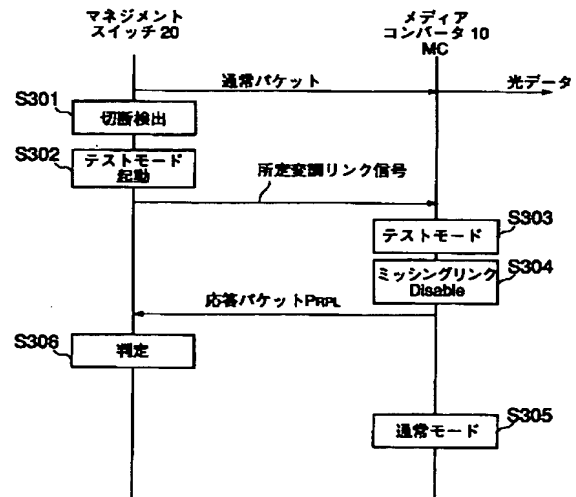 マネジメント
スイッチ 20
メディア
コンバータ 10
MC
通常パケット
光データ
S301
切断検出
S302
テストモード
起動
所定変調リンク信号
S303
テストモード
S304
ミッシングリンク
Disable
応答パケットPRPL
S306
判定
S305
通常モード